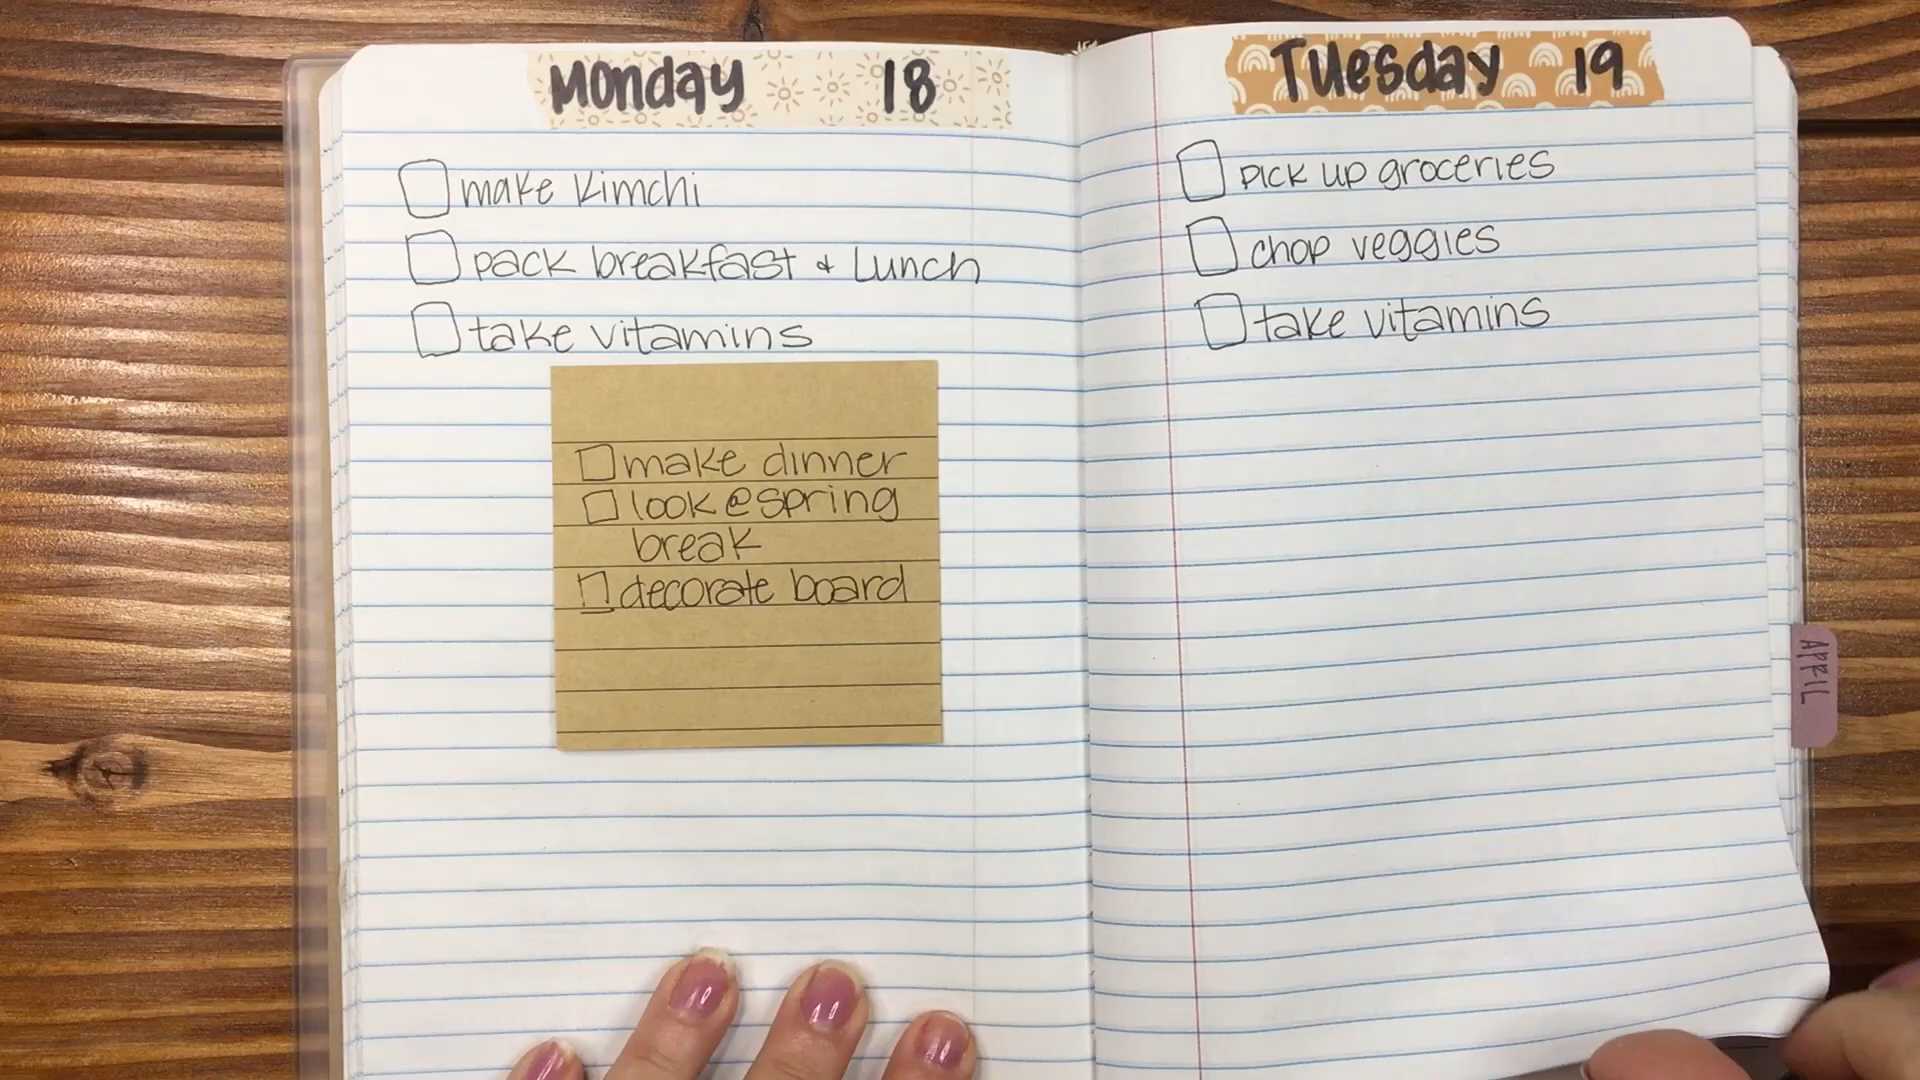 Monday 18
make kimchi
pack breakfast + Lunch
take vitamins
make dinner
look @ spring
break
decorate board
Tuesday 19
pick up groceries
chop veggies
take vitamins
APRIL